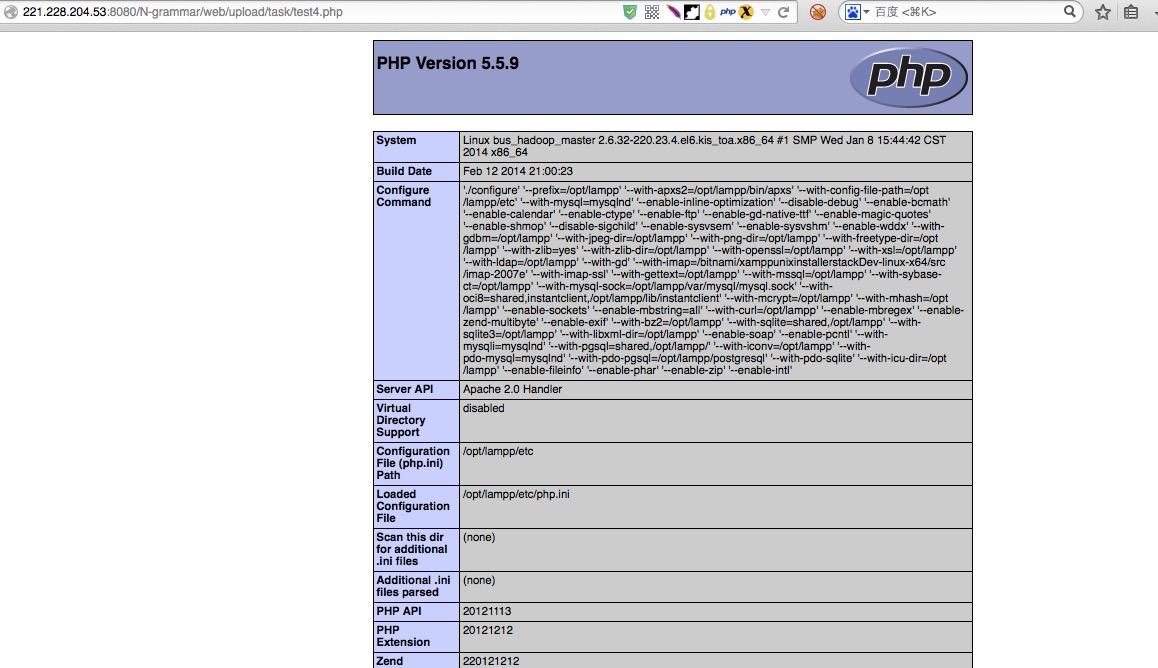 221.228.204.53:8080/N-grammar/web/upload/task/test4.php
php
百度 <⌘K>
PHP Version 5.5.9
php
System
Linux bus_hadoop_master 2.6.32-220.23.4.el6.kis_toa.x86_64 #1 SMP Wed Jan 8 15:44:42 CST
2014 x86_64
Build Date
Feb 12 2014 21:00:23
Configure
Command
'./configure' '--prefix=/opt/lampp' '--with-apxs2=/opt/lampp/bin/apxs' '--with-config-file-path=/opt
/lampp/etc' '--with-mysql=mysqlnd' '--enable-inline-optimization' '--disable-debug' '--enable-bcmath'
'--enable-calendar' '--enable-ctype' '--enable-ftp' '--enable-gd-native-ttf' '--enable-magic-quotes'
'--enable-shmop' '--disable-sigchild' '--enable-sysvsem' '--enable-sysvshm' '--enable-wddx' '--with-
gdbm=/opt/lampp' '--with-jpeg-dir=/opt/lampp' '--with-png-dir=/opt/lampp' '--with-freetype-dir=/opt
/lampp' '--with-zlib=yes' '--with-zlib-dir=/opt/lampp' '--with-openssl=/opt/lampp' '--with-xsl=/opt/lampp'
'--with-ldap=/opt/lampp' '--with-gd' '--with-imap=/bitnami/xamppunixinstallerstackDev-linux-x64/src
/imap-2007e' '--with-imap-ssl' '--with-gettext=/opt/lampp' '--with-mssql=/opt/lampp' '--with-sybase-
ct=/opt/lampp' '--with-mysql-sock=/opt/lampp/var/mysql/mysql.sock' '--with-
oci8=shared,instantclient,/opt/lampp/lib/instantclient' '--with-mcrypt=/opt/lampp' '--with-mhash=/opt
/lampp' '--enable-sockets' '--enable-mbstring=all' '--with-curl=/opt/lampp' '--enable-mbregex' '--enable-
zend-multibyte' '--enable-exif' '--with-bz2=/opt/lampp' '--with-sqlite=shared,/opt/lampp' '--with-
sqlite3=/opt/lampp' '--with-libxml-dir=/opt/lampp' '--enable-soap' '--enable-pcntl' '--with-
mysqli=mysqlnd' '--with-pgsql=shared,/opt/lampp/' '--with-iconv=/opt/lampp' '--with-
pdo-mysql=mysqlnd' '--with-pdo-pgsql=/opt/lampp/postgresql' '--with-pdo-sqlite' '--with-icu-dir=/opt
/lampp' '--enable-fileinfo' '--enable-phar' '--enable-zip' '--enable-intl'
Server API
Apache 2.0 Handler
Virtual
Directory
Support
disabled
Configuration
File (php.ini)
Path
/opt/lampp/etc
Loaded
Configuration
File
/opt/lampp/etc/php.ini
Scan this dir
for additional
.ini files
(none)
Additional .ini
files parsed
(none)
PHP API
20121113
PHP
Extension
20121212
Zend
220121212